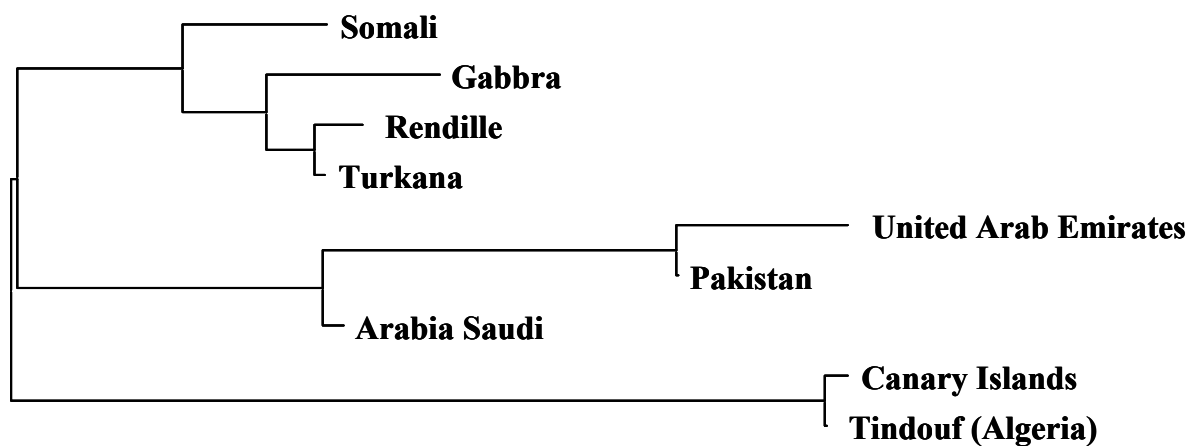 Somali
Gabbra
Rendille
Turkana
United Arab Emirates
Pakistan
Arabia Saudi
Canary Islands
Tindouf (Algeria)